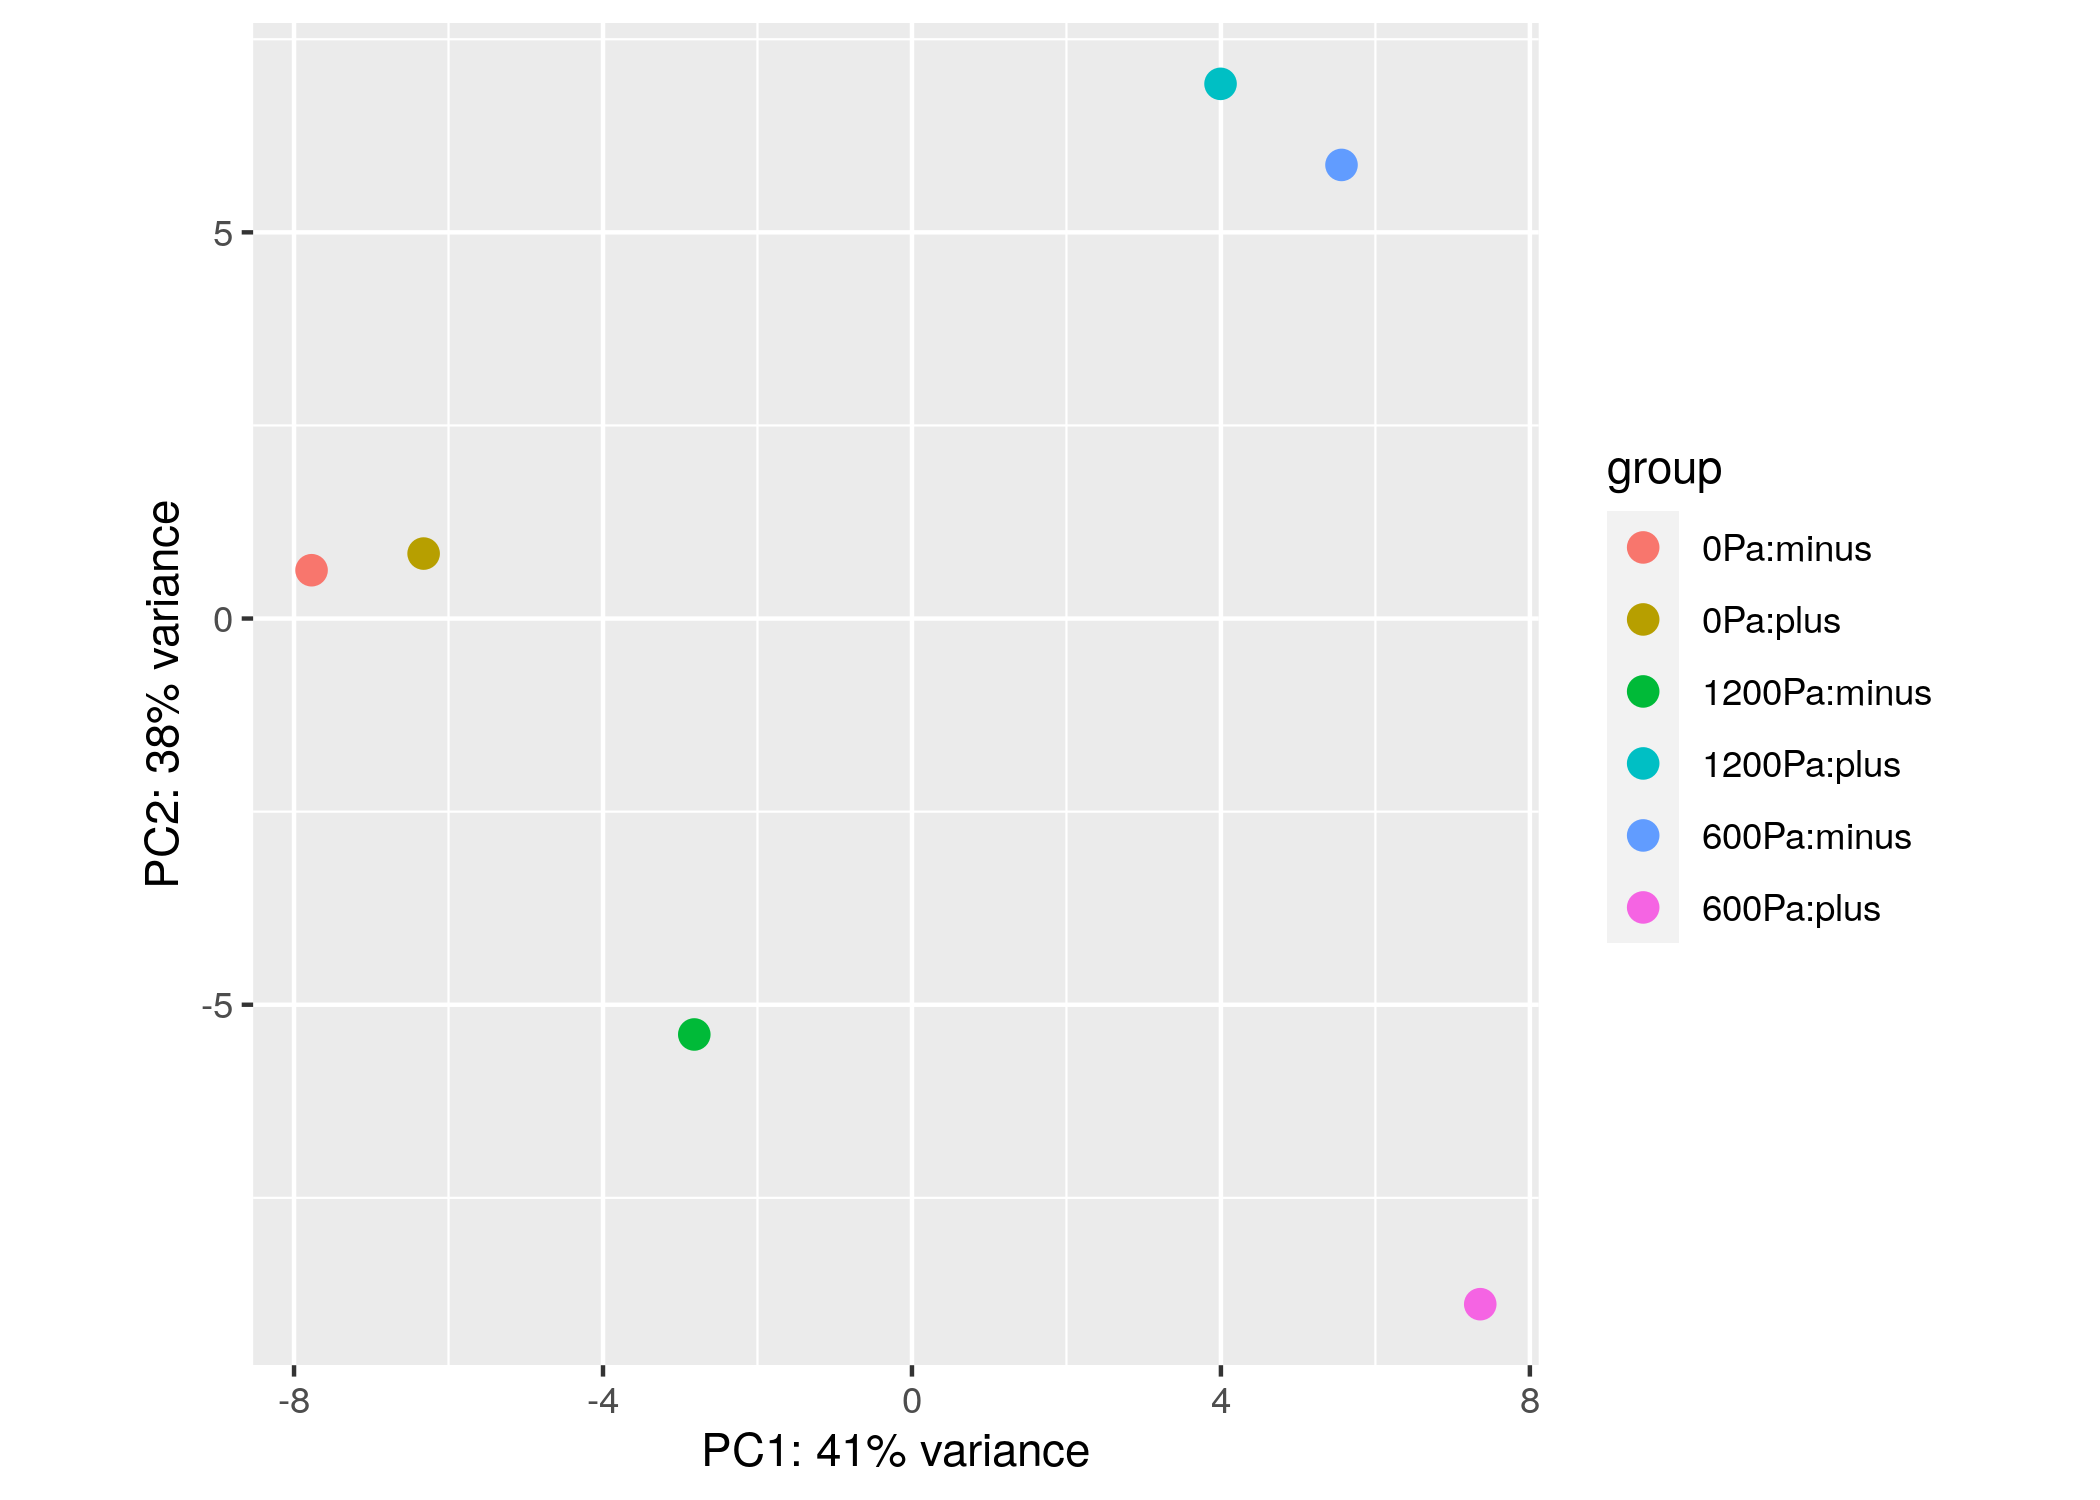 5
0
-5
PC2: 38% variance
-8
-4
0
4
8
PC1: 41% variance
group
0Pa:minus
0Pa:plus
1200Pa:minus
1200Pa:plus
600Pa:minus
600Pa:plus